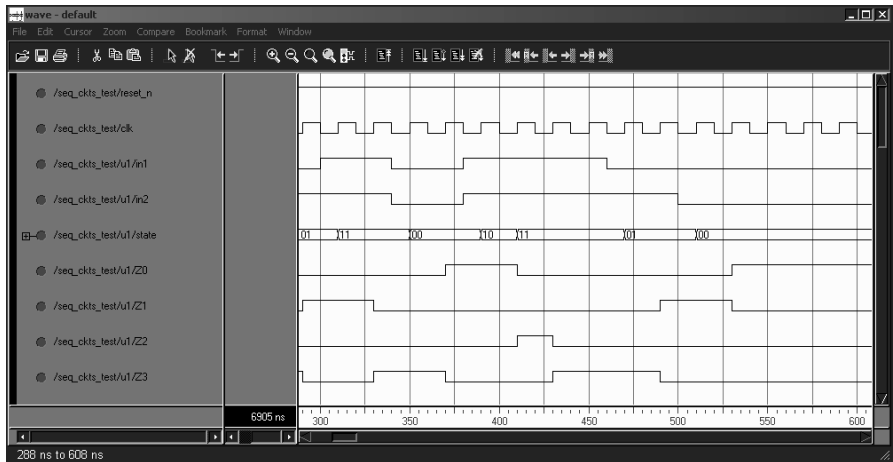 wave - default
File Edit Cursor Zoom Compare Bookmark Format Window
/seq_ckts_test/reset_n
/seq_ckts_test/clk
/seq_ckts_test/u1/in1
/seq_ckts_test/u1/in2
/seq_ckts_test/u1/state 01 11 00 10 11 01 00
/seq_ckts_test/u1/Z0
/seq_ckts_test/u1/Z1
/seq_ckts_test/u1/Z2
/seq_ckts_test/u1/Z3
6905 ns 300 350 400 450 500 550 600
288 ns to 608 ns